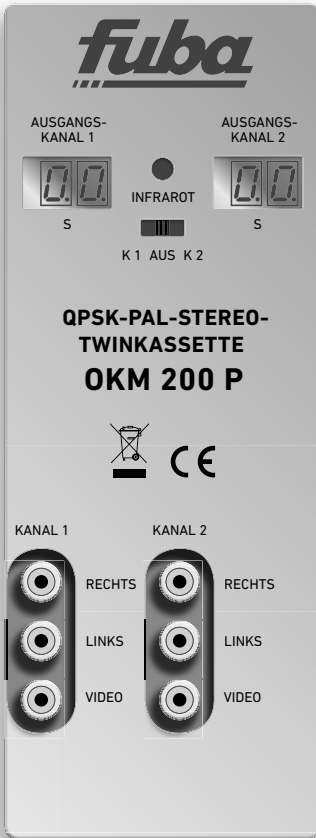 fuba
AUSGANGS-
KANAL 1
AUSGANGS-
KANAL 2
0.0.
0.0.
INFRAROT
S
S
K 1 AUS K 2
QPSK-PAL-STEREO-
TWINKASSETTE
OKM 200 P
CE
KANAL 1
KANAL 2
RECHTS
RECHTS
LINKS
LINKS
VIDEO
VIDEO